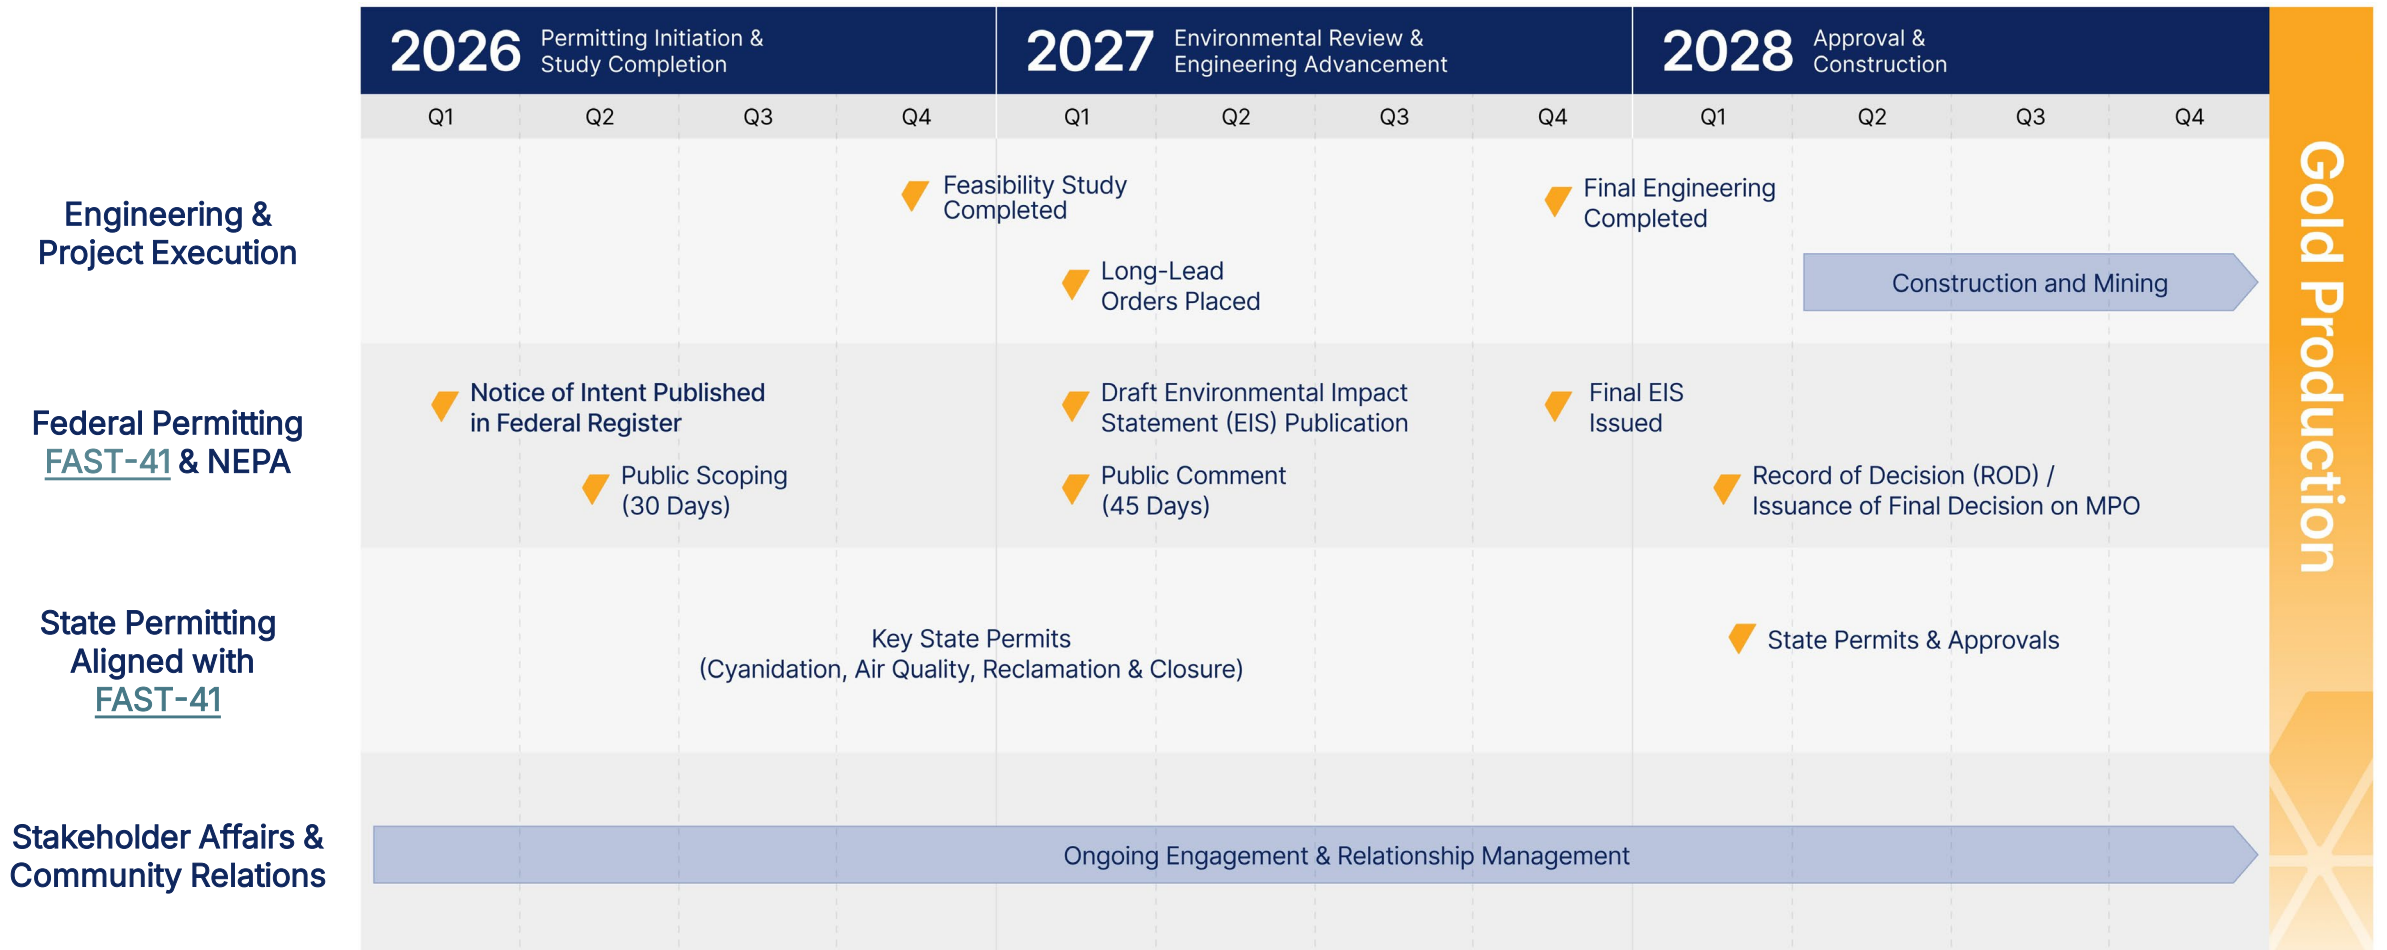 2026
Permitting Initiation &
Study Completion
2027
Environmental Review &
Engineering Advancement
2028
Approval &
Construction
Q1
Q2
Q3
Q4
Q1
Q2
Q3
Q4
Q1
Q2
Q3
Q4
Engineering &
Project Execution
Feasibility Study
Completed
Long-Lead
Orders Placed
Final Engineering
Completed
Construction and Mining
Federal Permitting
FAST-41 & NEPA
Notice of Intent Published
in Federal Register
Public Scoping
(30 Days)
Draft Environmental Impact
Statement (EIS) Publication
Public Comment
(45 Days)
Final EIS
Issued
Record of Decision (ROD) /
Issuance of Final Decision on MPO
State Permitting
Aligned with
FAST-41
Key State Permits
(Cyanidation, Air Quality, Reclamation & Closure)
State Permits & Approvals
Stakeholder Affairs &
Community Relations
Ongoing Engagement & Relationship Management
Gold Production